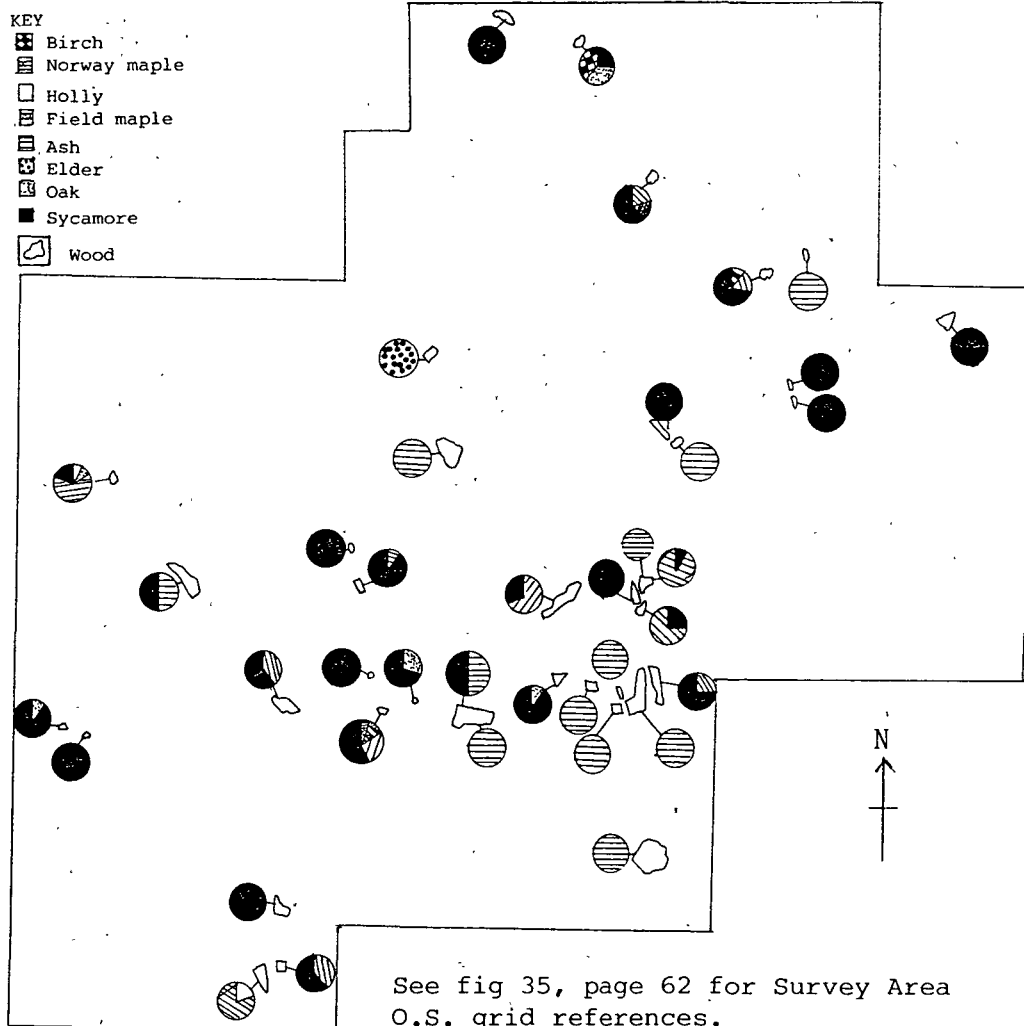 KEY
Birch
Norway maple
Holly
Field maple
Ash
Elder
Oak
Sycamore
Wood
N
See fig 35, page 62 for Survey Area
O.S. grid references.